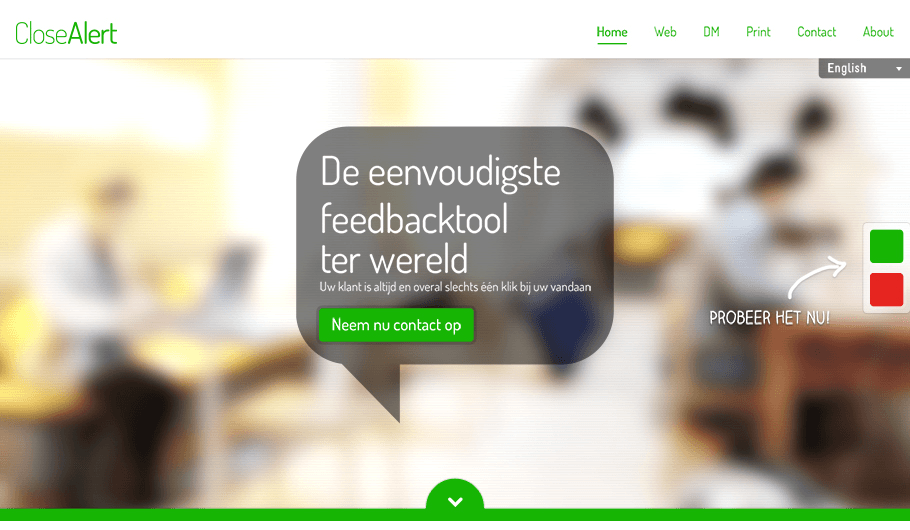 CloseAlert
Home Web DM Print Contact About
English
De eenvoudigste
feedbacktool
ter wereld
Uw klant is altijd en overal slechts één klik bij uw vandaan
Neem nu contact op
PROBEER HET NU!